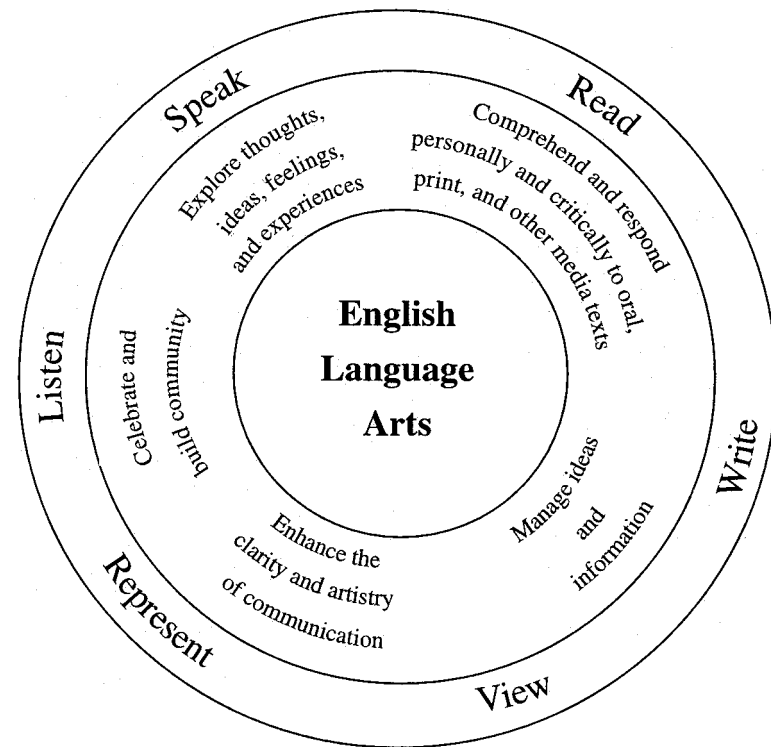 Speak
Read
Write
View
Represent
Listen
Explore thoughts,
ideas, feelings,
and experiences
Comprehend and respond
personally and critically to oral,
print, and other media texts
Manage ideas
and
information
Enhance the
clarity and artistry
of communication
Celebrate and
build community
English
Language
Arts